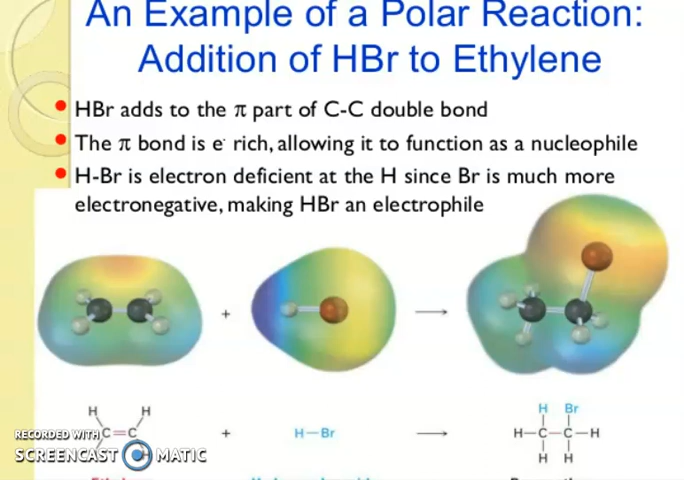 An Example of a Polar Reaction:
Addition of HBr to Ethylene
HBr adds to the π part of C-C double bond
The π bond is e- rich, allowing it to function as a nucleophile
H-Br is electron deficient at the H since Br is much more
electronegative, making HBr an electrophile
+
H H
H Br
RECORDED WITH C=C + H-Br H-C-C-H
SCREENCAST MATIC
H H